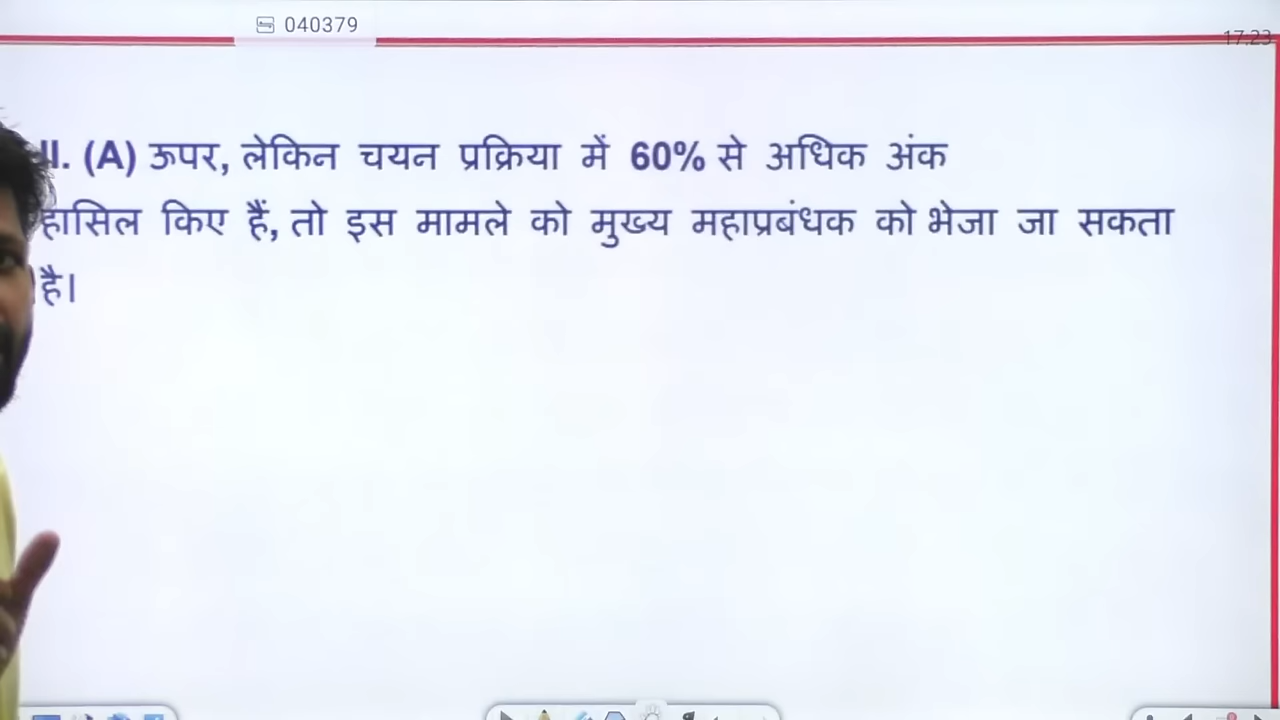 040379
17:23
II. (A) ऊपर, लेकिन चयन प्रक्रिया में 60% से अधिक अंक
हासिल किए हैं, तो इस मामले को मुख्य महाप्रबंधक को भेजा जा सकता
है।